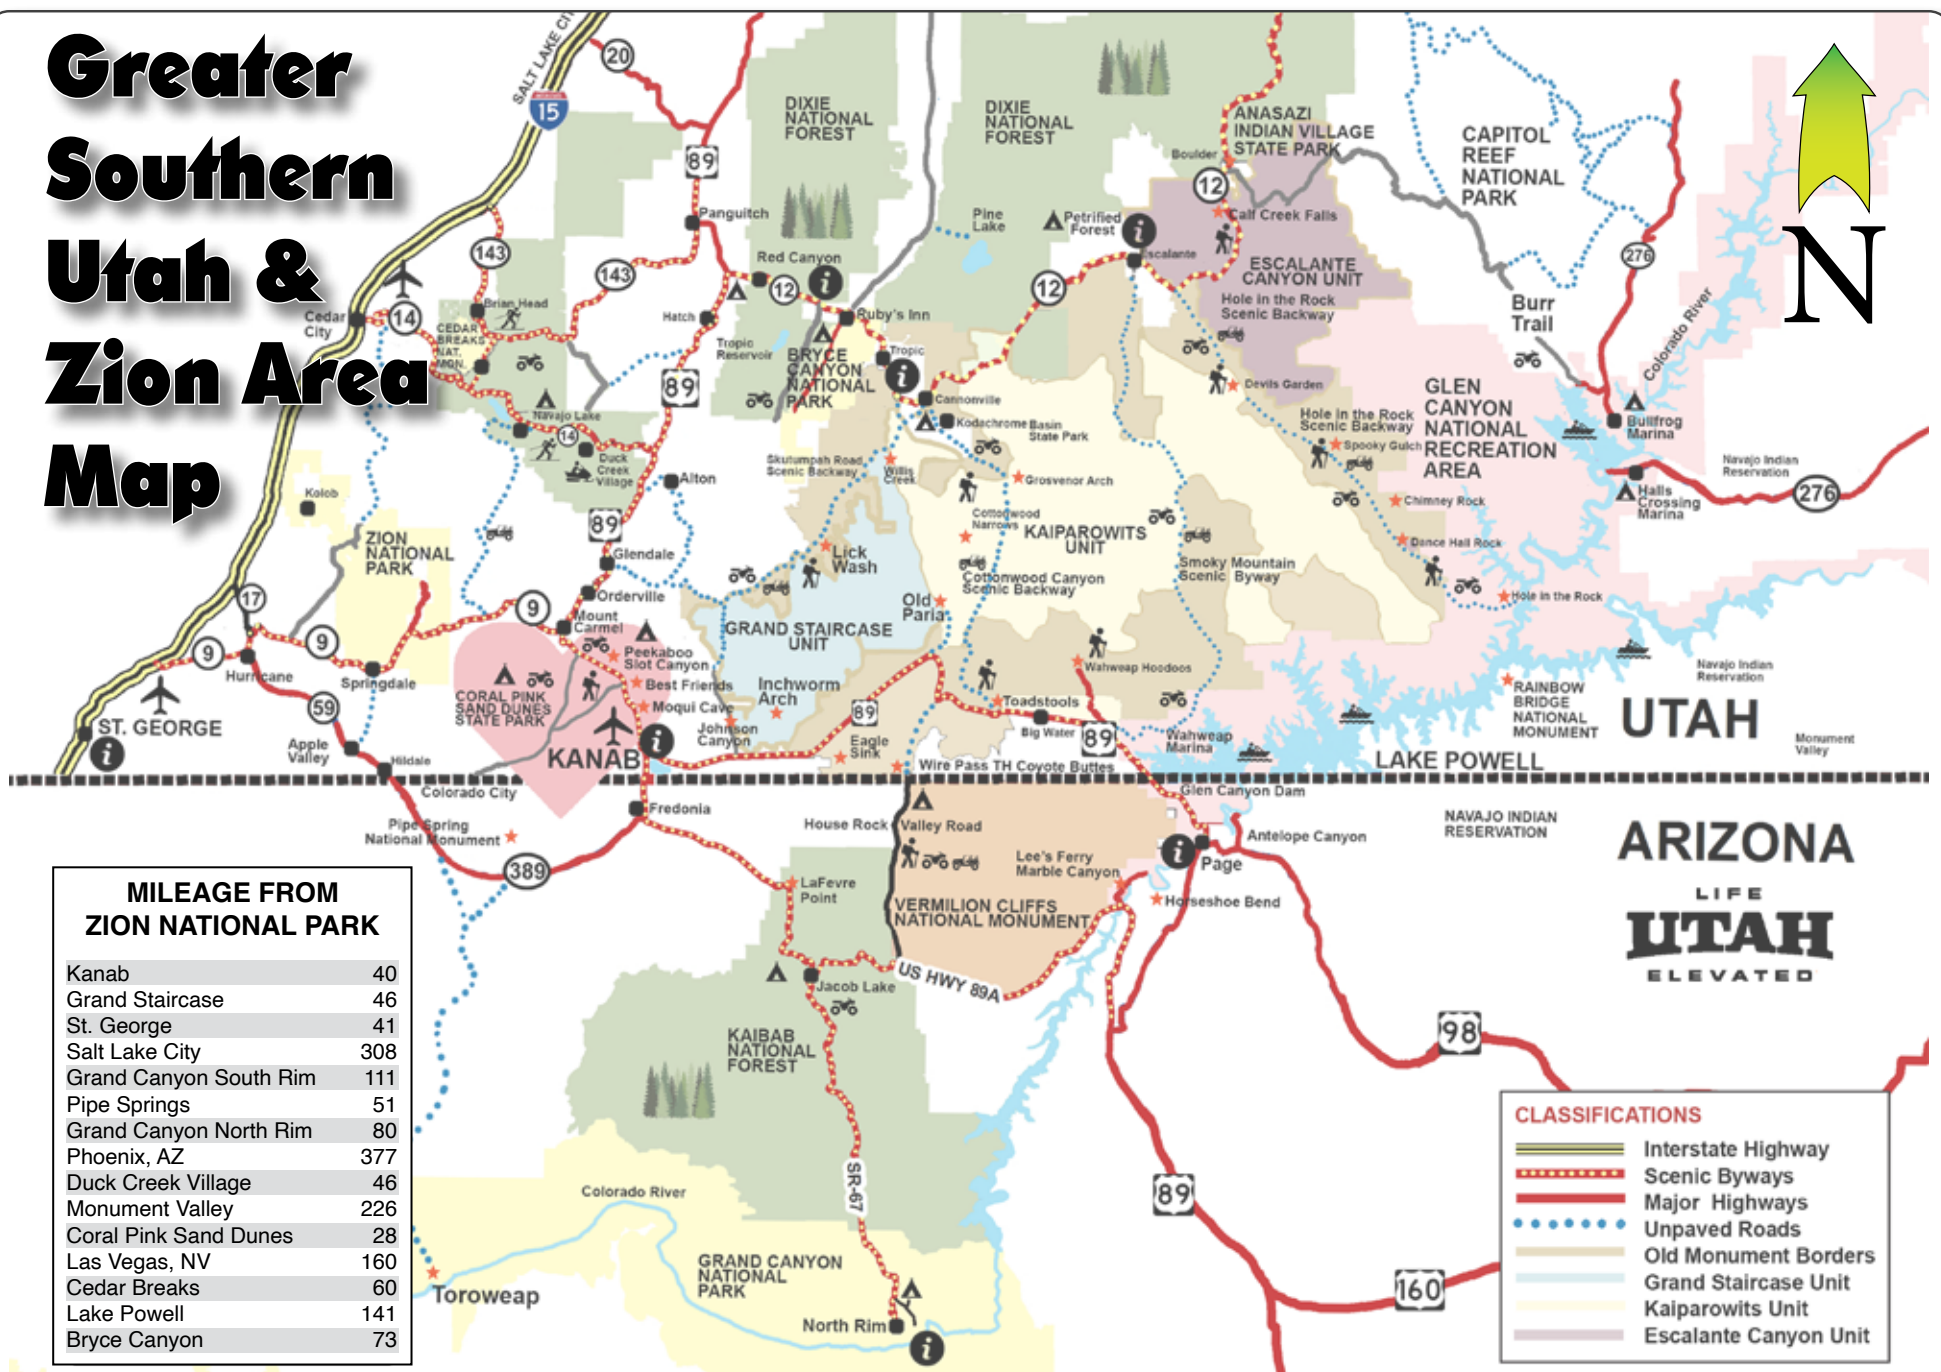 Greater
Southern
Utah &
Zion Area
Map
SALT LAKE CITY
15
20
89
DIXIE
NATIONAL
FOREST
DIXIE
NATIONAL
FOREST
ANASAZI
INDIAN VILLAGE
STATE PARK
Boulder
12
CAPITOL
REEF
NATIONAL
PARK
N
Panguitch
143
143
Red Canyon
12
Pine
Lake
Petrified
Forest
Escalante
Calf Creek Falls
ESCALANTE
CANYON UNIT
Hole in the Rock
Scenic Backway
276
Burr
Trail
Colorado River
Cedar
City
14
Brian Head
CEDAR
BREAKS
NAT.
MON.
Hatch
Ruby's Inn
Tropic
Reservoir
BRYCE
CANYON
NATIONAL
PARK
Tropic
12
89
Cannonville
Kodachrome Basin
State Park
Devils Garden
Hole in the Rock
Scenic Backway
Spooky Gulch
GLEN
CANYON
NATIONAL
RECREATION
AREA
Bullfrog
Marina
Navajo Indian
Reservation
276
Halls
Crossing
Marina
Navajo Lake
14
Duck
Creek
Village
Alton
Skutumpah Road
Scenic Backway
Willis
Creek
Grosvenor Arch
Chimney Rock
Kolob
ZION
NATIONAL
PARK
89
Glendale
Cottonwood
Narrows
KAIPAROWITS
UNIT
Dance Hall Rock
Lick
Wash
Cottonwood Canyon
Scenic Backway
Smoky Mountain
Scenic Byway
Hole in the Rock
17
9
Orderville
Mount
Carmel
Old
Paria
GRAND STAIRCASE
UNIT
9
9
Hurricane
Springdale
Peekaboo
Slot Canyon
Best Friends
Moqui Cave
CORAL PINK
SAND DUNES
STATE PARK
Inchworm
Arch
Johnson
Canyon
Wahweap Hoodoos
Toadstools
Big Water
89
89
Eagle
Sink
Wahweap
Marina
RAINBOW
BRIDGE
NATIONAL
MONUMENT
Navajo Indian
Reservation
UTAH
Monument
Valley
59
ST. GEORGE
Apple
Valley
Hildale
KANAB
Wire Pass TH Coyote Buttes
LAKE POWELL
Colorado City
Fredonia
Glen Canyon Dam
NAVAJO INDIAN
RESERVATION
ARIZONA
Pipe Spring
National Monument
389
House Rock
Valley Road
Lee's Ferry
Marble Canyon
Antelope Canyon
Page
Horseshoe Bend
LaFevre
Point
VERMILION CLIFFS
NATIONAL MONUMENT
US HWY 89A
Jacob Lake
LIFE
UTAH
ELEVATED
98
KAIBAB
NATIONAL
FOREST
SR-67
89
160
Colorado River
GRAND CANYON
NATIONAL
PARK
Toroweap
North Rim
MILEAGE FROM
ZION NATIONAL PARK
Kanab 40
Grand Staircase 46
St. George 41
Salt Lake City 308
Grand Canyon South Rim 111
Pipe Springs 51
Grand Canyon North Rim 80
Phoenix, AZ 377
Duck Creek Village 46
Monument Valley 226
Coral Pink Sand Dunes 28
Las Vegas, NV 160
Cedar Breaks 60
Lake Powell 141
Bryce Canyon 73
CLASSIFICATIONS
Interstate Highway
Scenic Byways
Major Highways
Unpaved Roads
Old Monument Borders
Grand Staircase Unit
Kaiparowits Unit
Escalante Canyon Unit